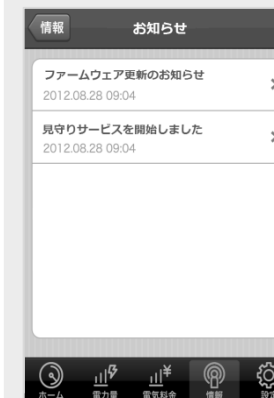 情報
お知らせ
ファームウェア更新のお知らせ
2012.08.28 09:04
見守りサービスを開始しました
2012.08.28 09:04
ホーム
電力量
電気料金
情報
設定